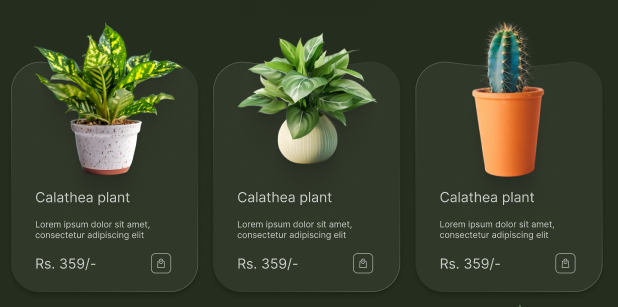 Calathea plant
Lorem ipsum dolor sit amet,
consectetur adipiscing elit
Rs. 359/-
Calathea plant
Lorem ipsum dolor sit amet,
consectetur adipiscing elit
Rs. 359/-
Calathea plant
Lorem ipsum dolor sit amet,
consectetur adipiscing elit
Rs. 359/-